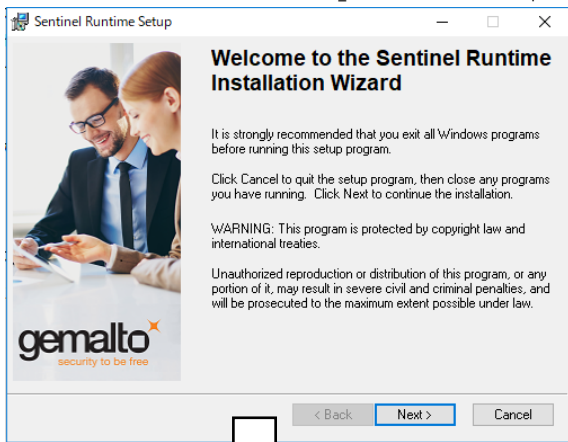 Sentinel Runtime Setup
Welcome to the Sentinel Runtime
Installation Wizard
It is strongly recommended that you exit all Windows programs
before running this setup program.
Click Cancel to quit the setup program, then close any programs
you have running. Click Next to continue the installation.
WARNING: This program is protected by copyright law and
international treaties.
Unauthorized reproduction or distribution of this program, or any
portion of it, may result in severe civil and criminal penalties, and
will be prosecuted to the maximum extent possible under law.
gemalto
security to be free
< Back Next > Cancel